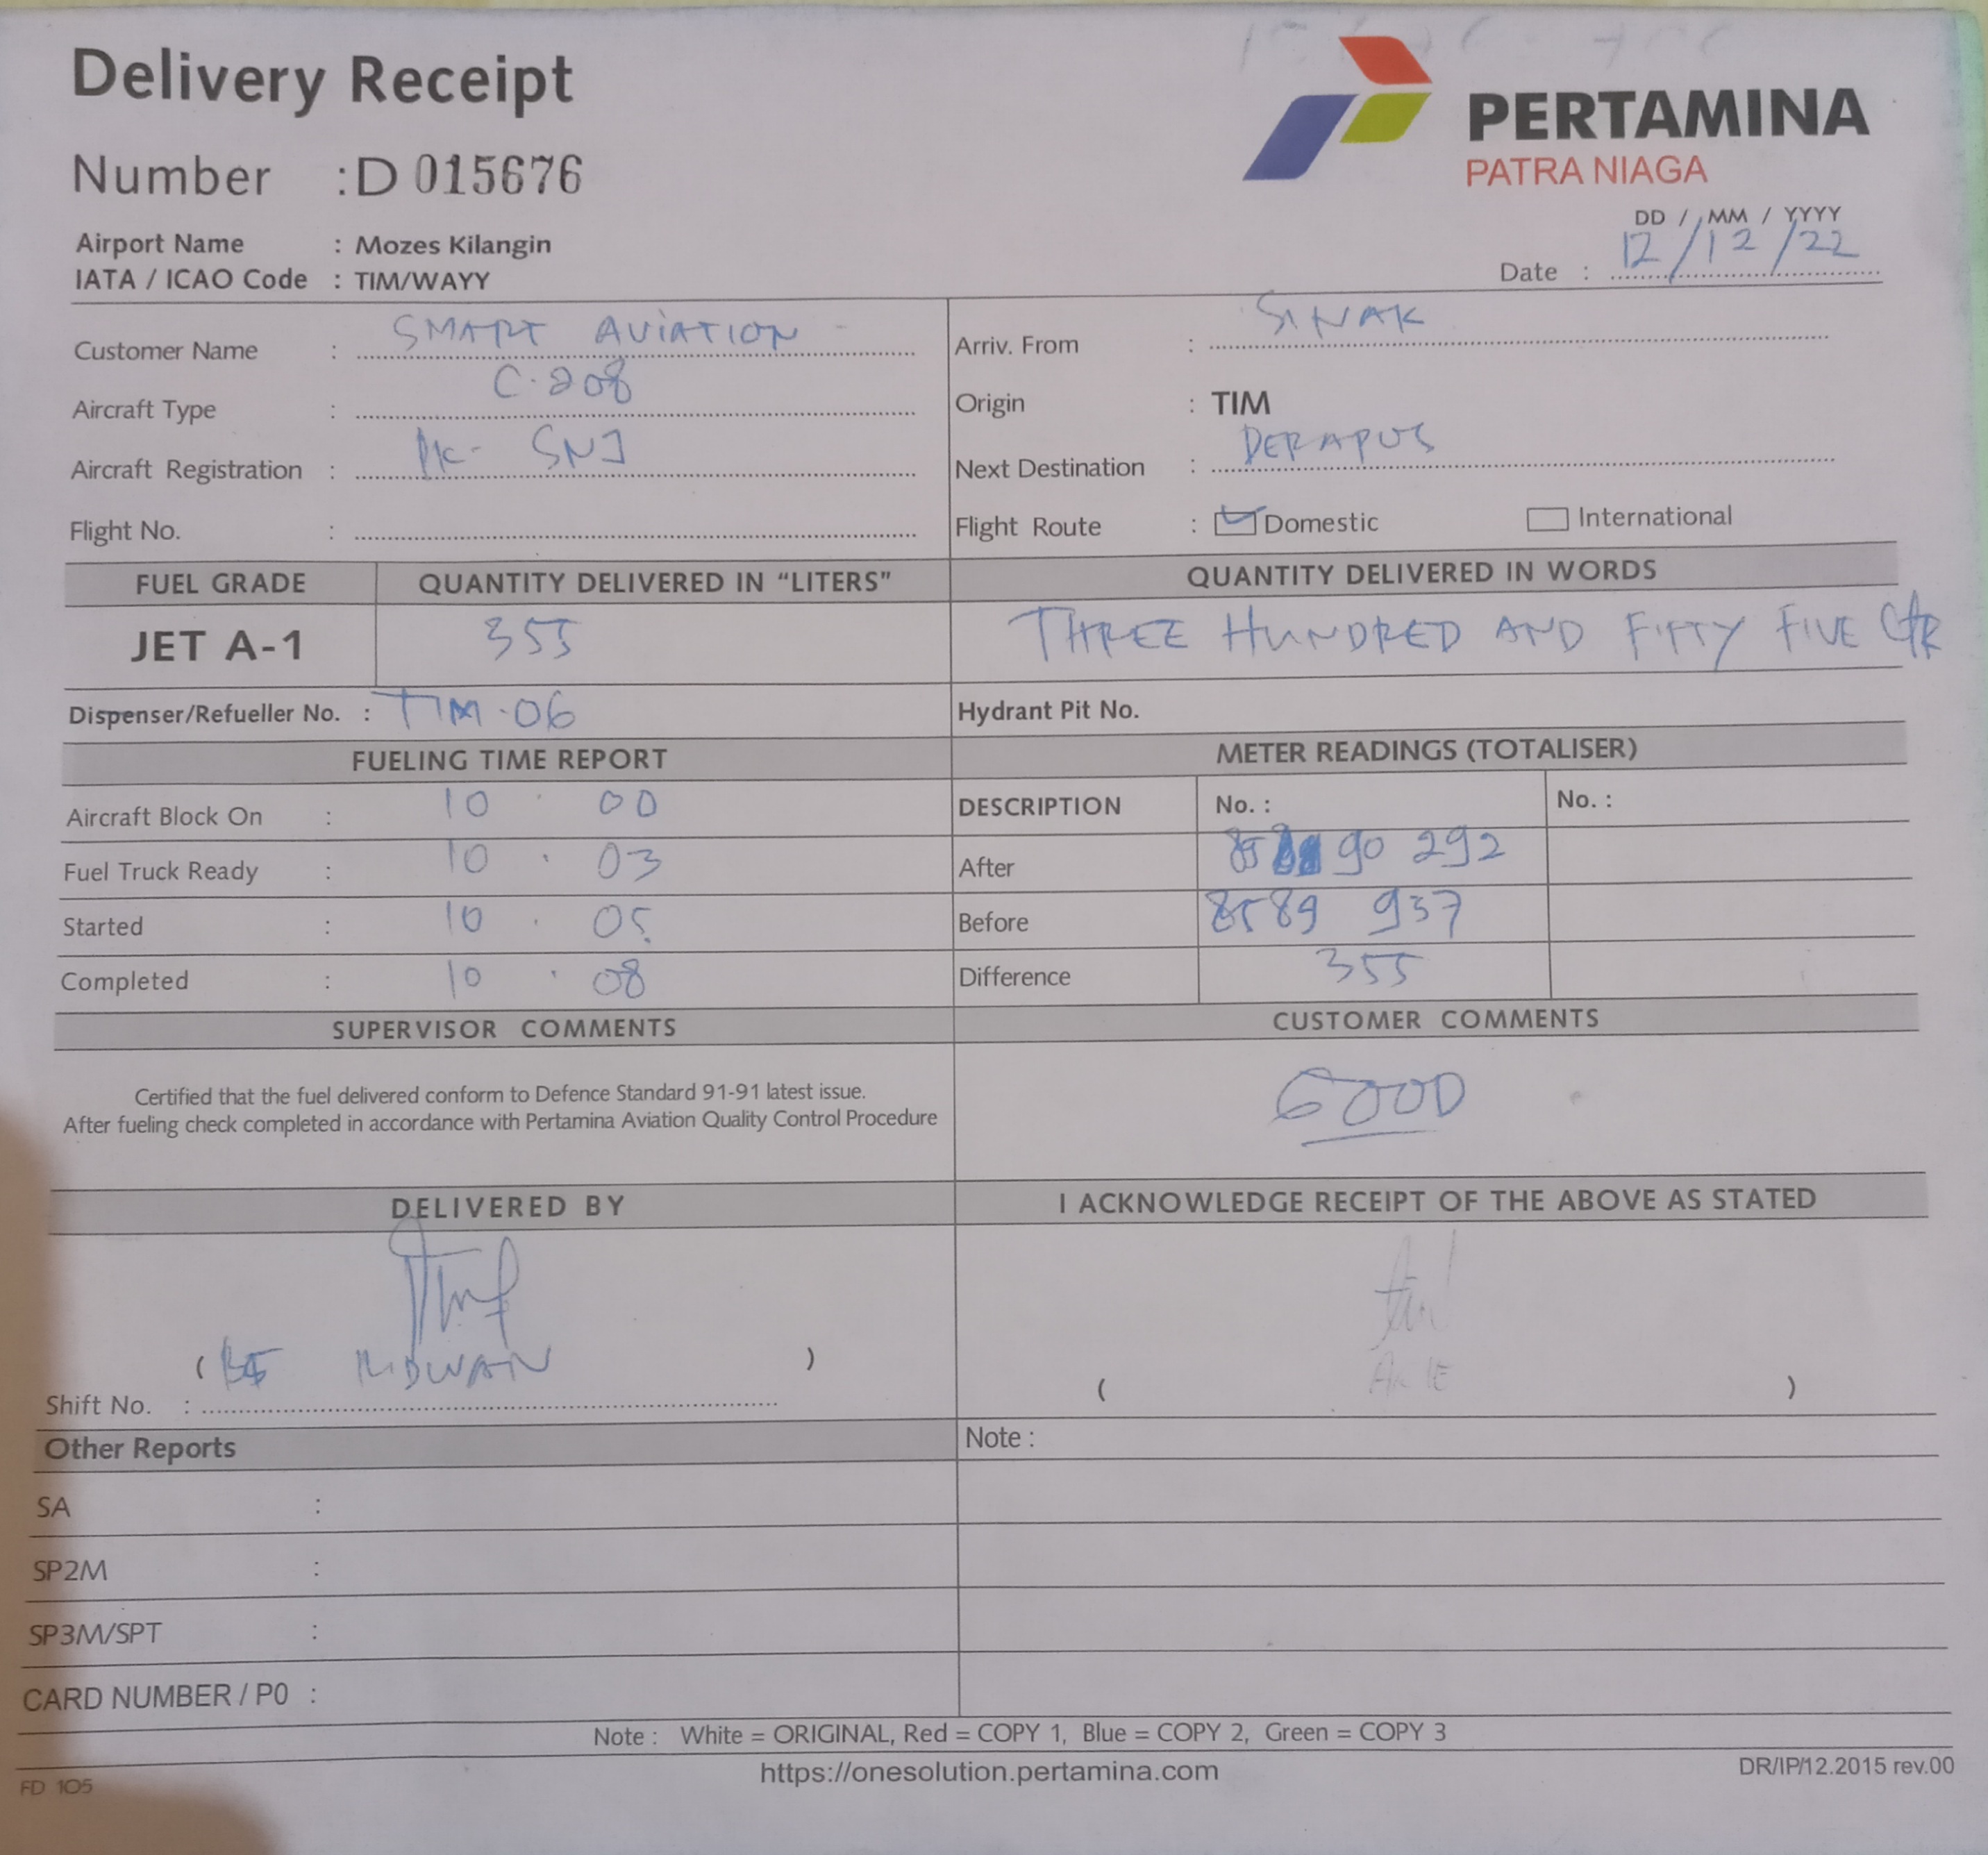 Delivery Receipt
PERTAMINA
PATRA NIAGA
Number : D 015676
Airport Name : Mozes Kilangin
IATA / ICAO Code : TIM/WAYY
DD / MM / YYYY
Date : 12/12/22
Customer Name : SMART AVIATION
Aircraft Type : C.208
Aircraft Registration : PK- SNJ
Flight No. :
Arriv. From : SINAK
Origin : TIM
Next Destination : DERAPUS
Flight Route : Domestic International
FUEL GRADE QUANTITY DELIVERED IN “LITERS” QUANTITY DELIVERED IN WORDS
JET A-1 355 THREE HUNDRED AND FIFTY FIVE LTR
Dispenser/Refueller No. : TIM-06 Hydrant Pit No.
FUELING TIME REPORT
Aircraft Block On : 10 . 00
Fuel Truck Ready : 10 . 03
Started : 10 . 05
Completed : 10 . 08
METER READINGS (TOTALISER)
DESCRIPTION No. : No. :
After 85 90 292
Before 8589 937
Difference 355
SUPERVISOR COMMENTS
Certified that the fuel delivered conform to Defence Standard 91-91 latest issue.
After fueling check completed in accordance with Pertamina Aviation Quality Control Procedure
CUSTOMER COMMENTS
GOOD
DELIVERED BY
( RIDWAN )
Shift No. :
I ACKNOWLEDGE RECEIPT OF THE ABOVE AS STATED
( )
Other Reports
Note :
SA :
SP2M :
SP3M/SPT :
CARD NUMBER / P0 :
Note : White = ORIGINAL, Red = COPY 1, Blue = COPY 2, Green = COPY 3
https://onesolution.pertamina.com
FD 105
DR/IP/12.2015 rev.00